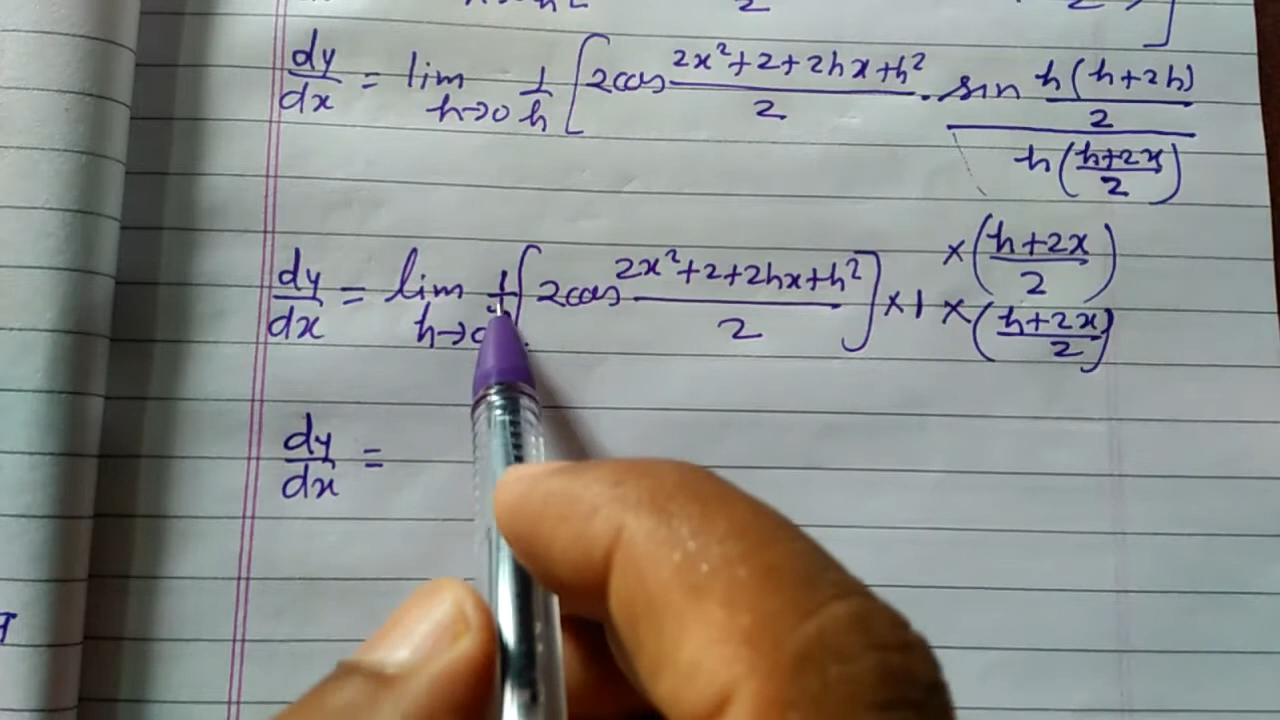 dy/dx = lim h→0 1/h [2cos (2x²+2+2hx+h²)/2 . sin (h(h+2h)/2) / h((h+2x)/2)
× ((h+2x)/2)
dy/dx = lim h→0 1/ [2cos (2x²+2+2hx+h²)/2] × 1 × ((h+2x)/2)
dy/dx =